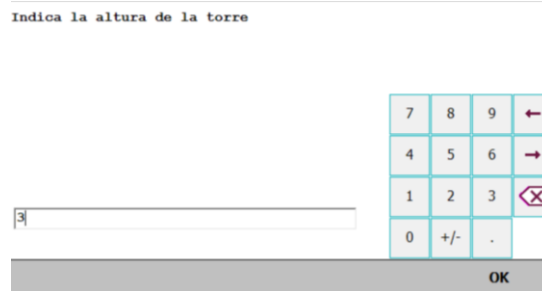 Indica la altura de la torre
7 8 9 ←
4 5 6 →
1 2 3
3
0 +/- .
OK